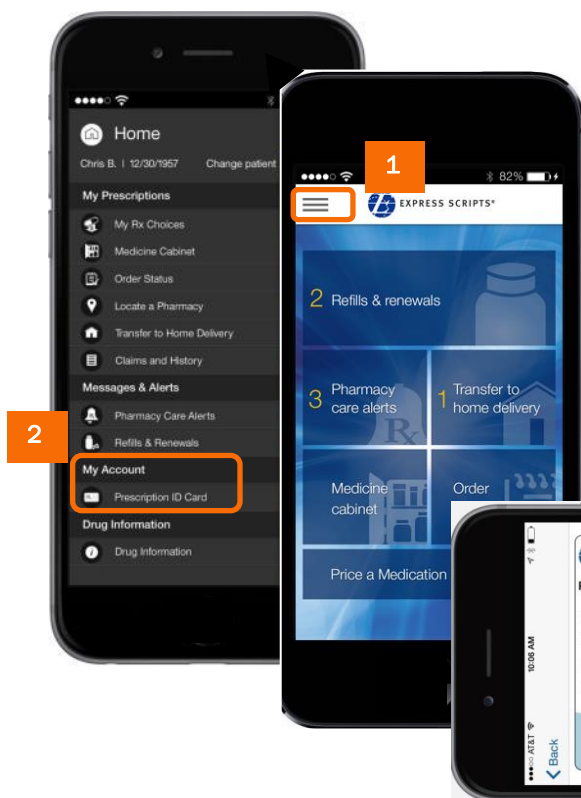 Home
Chris B. | 12/30/1957 Change patient
My Prescriptions
My Rx Choices
Medicine Cabinet
Order Status
Locate a Pharmacy
Transfer to Home Delivery
Claims and History
Messages & Alerts
Pharmacy Care Alerts
Refills & Renewals
2
My Account
Prescription ID Card
Drug Information
Drug Information
1
82%
EXPRESS SCRIPTS®
2 Refills & renewals
3 Pharmacy
care alerts
Rx
1 Transfer to
home delivery
Medicine
cabinet
Order
Price a Medication
AT&T 10:06 AM
Back